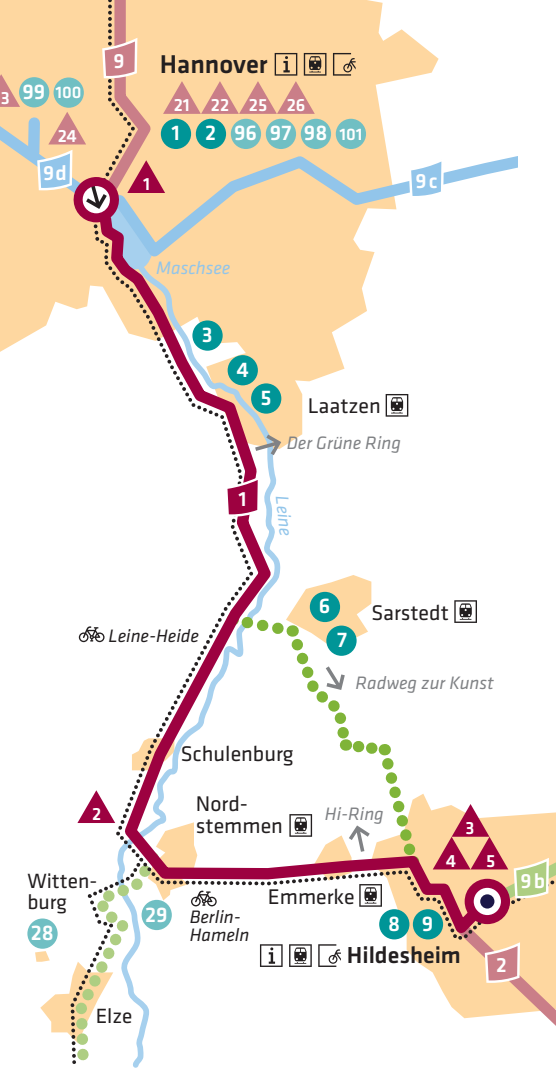 9
Hannover i
3 99 100
21 22 25 26
24
1 2 96 97 98 101
9d
1
9c
Maschsee
3
4
5
Laatzen
Der Grüne Ring
1
Leine
6
Sarstedt
7
Leine-Heide
Radweg zur Kunst
Schulenburg
2
Nord-
stemmen
Hi-Ring
3
4 5
Witten-
burg
9b
Emmerke
28
29
Berlin-
Hameln
8 9
i Hildesheim
2
Elze